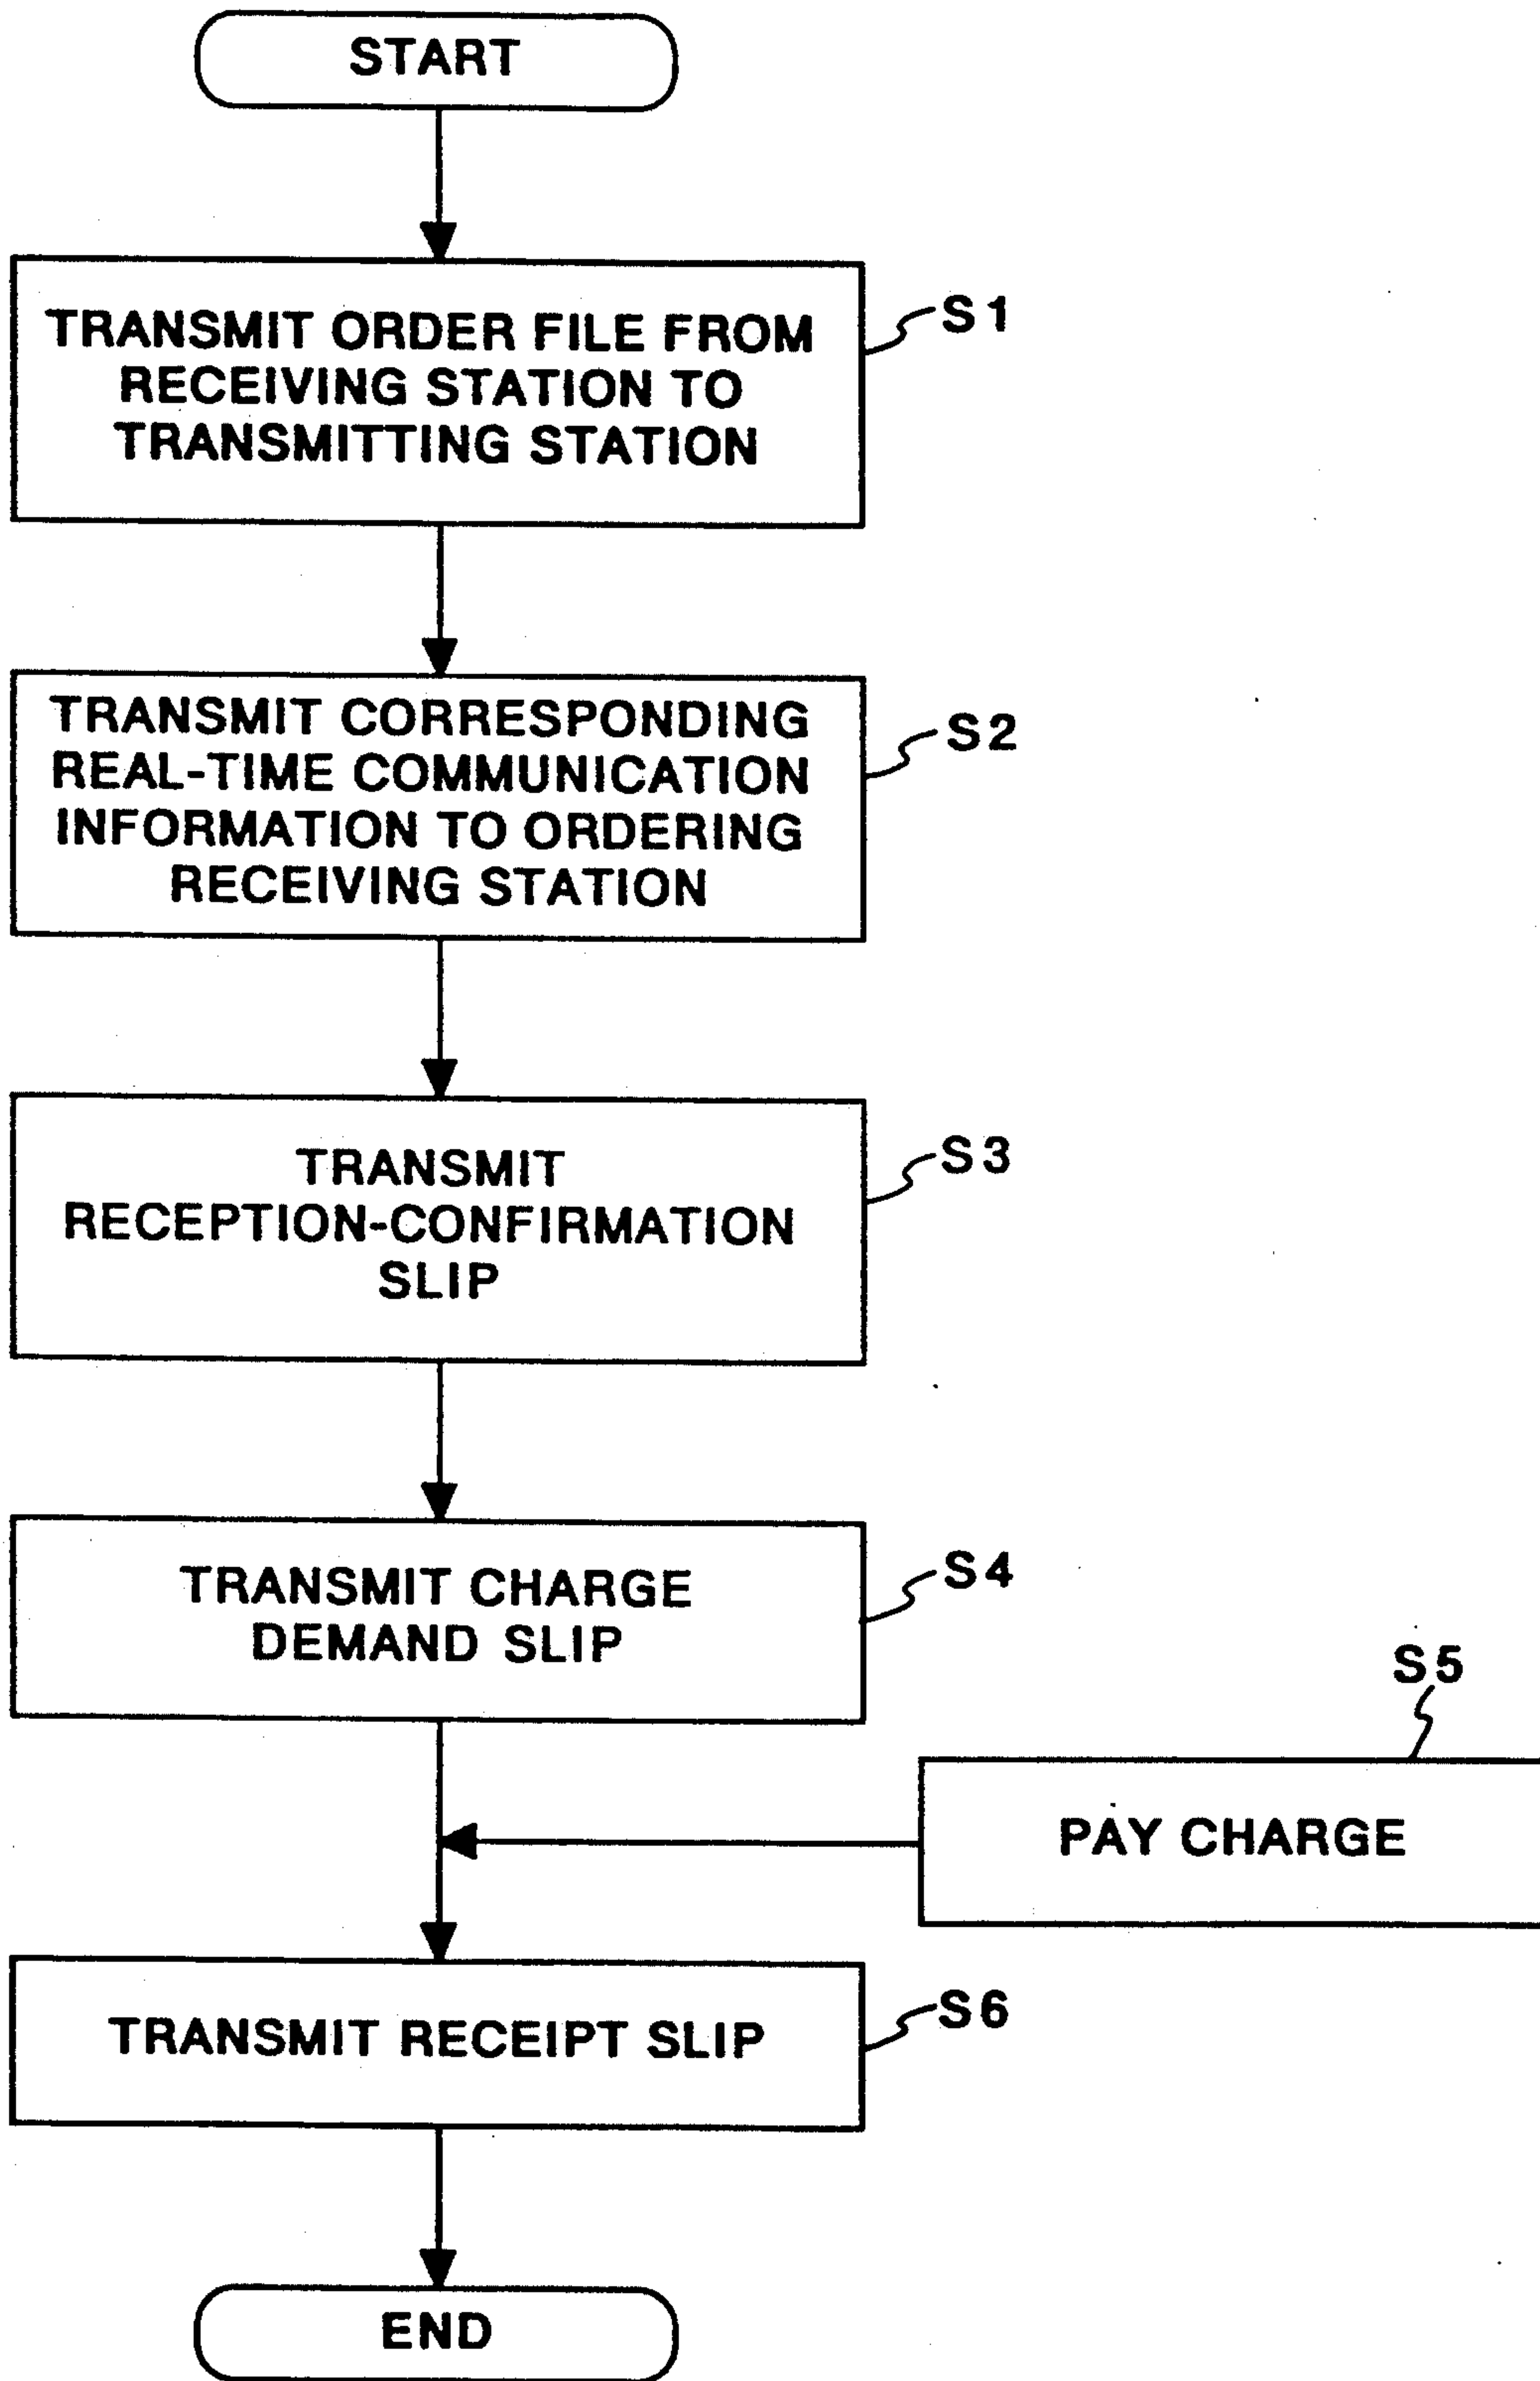 START
TRANSMIT ORDER FILE FROM
RECEIVING STATION TO
TRANSMITTING STATION
S1
TRANSMIT CORRESPONDING
REAL-TIME COMMUNICATION
INFORMATION TO ORDERING
RECEIVING STATION
S2
TRANSMIT
RECEPTION-CONFIRMATION
SLIP
S3
TRANSMIT CHARGE
DEMAND SLIP
S4
S5
PAY CHARGE
TRANSMIT RECEIPT SLIP
S6
END